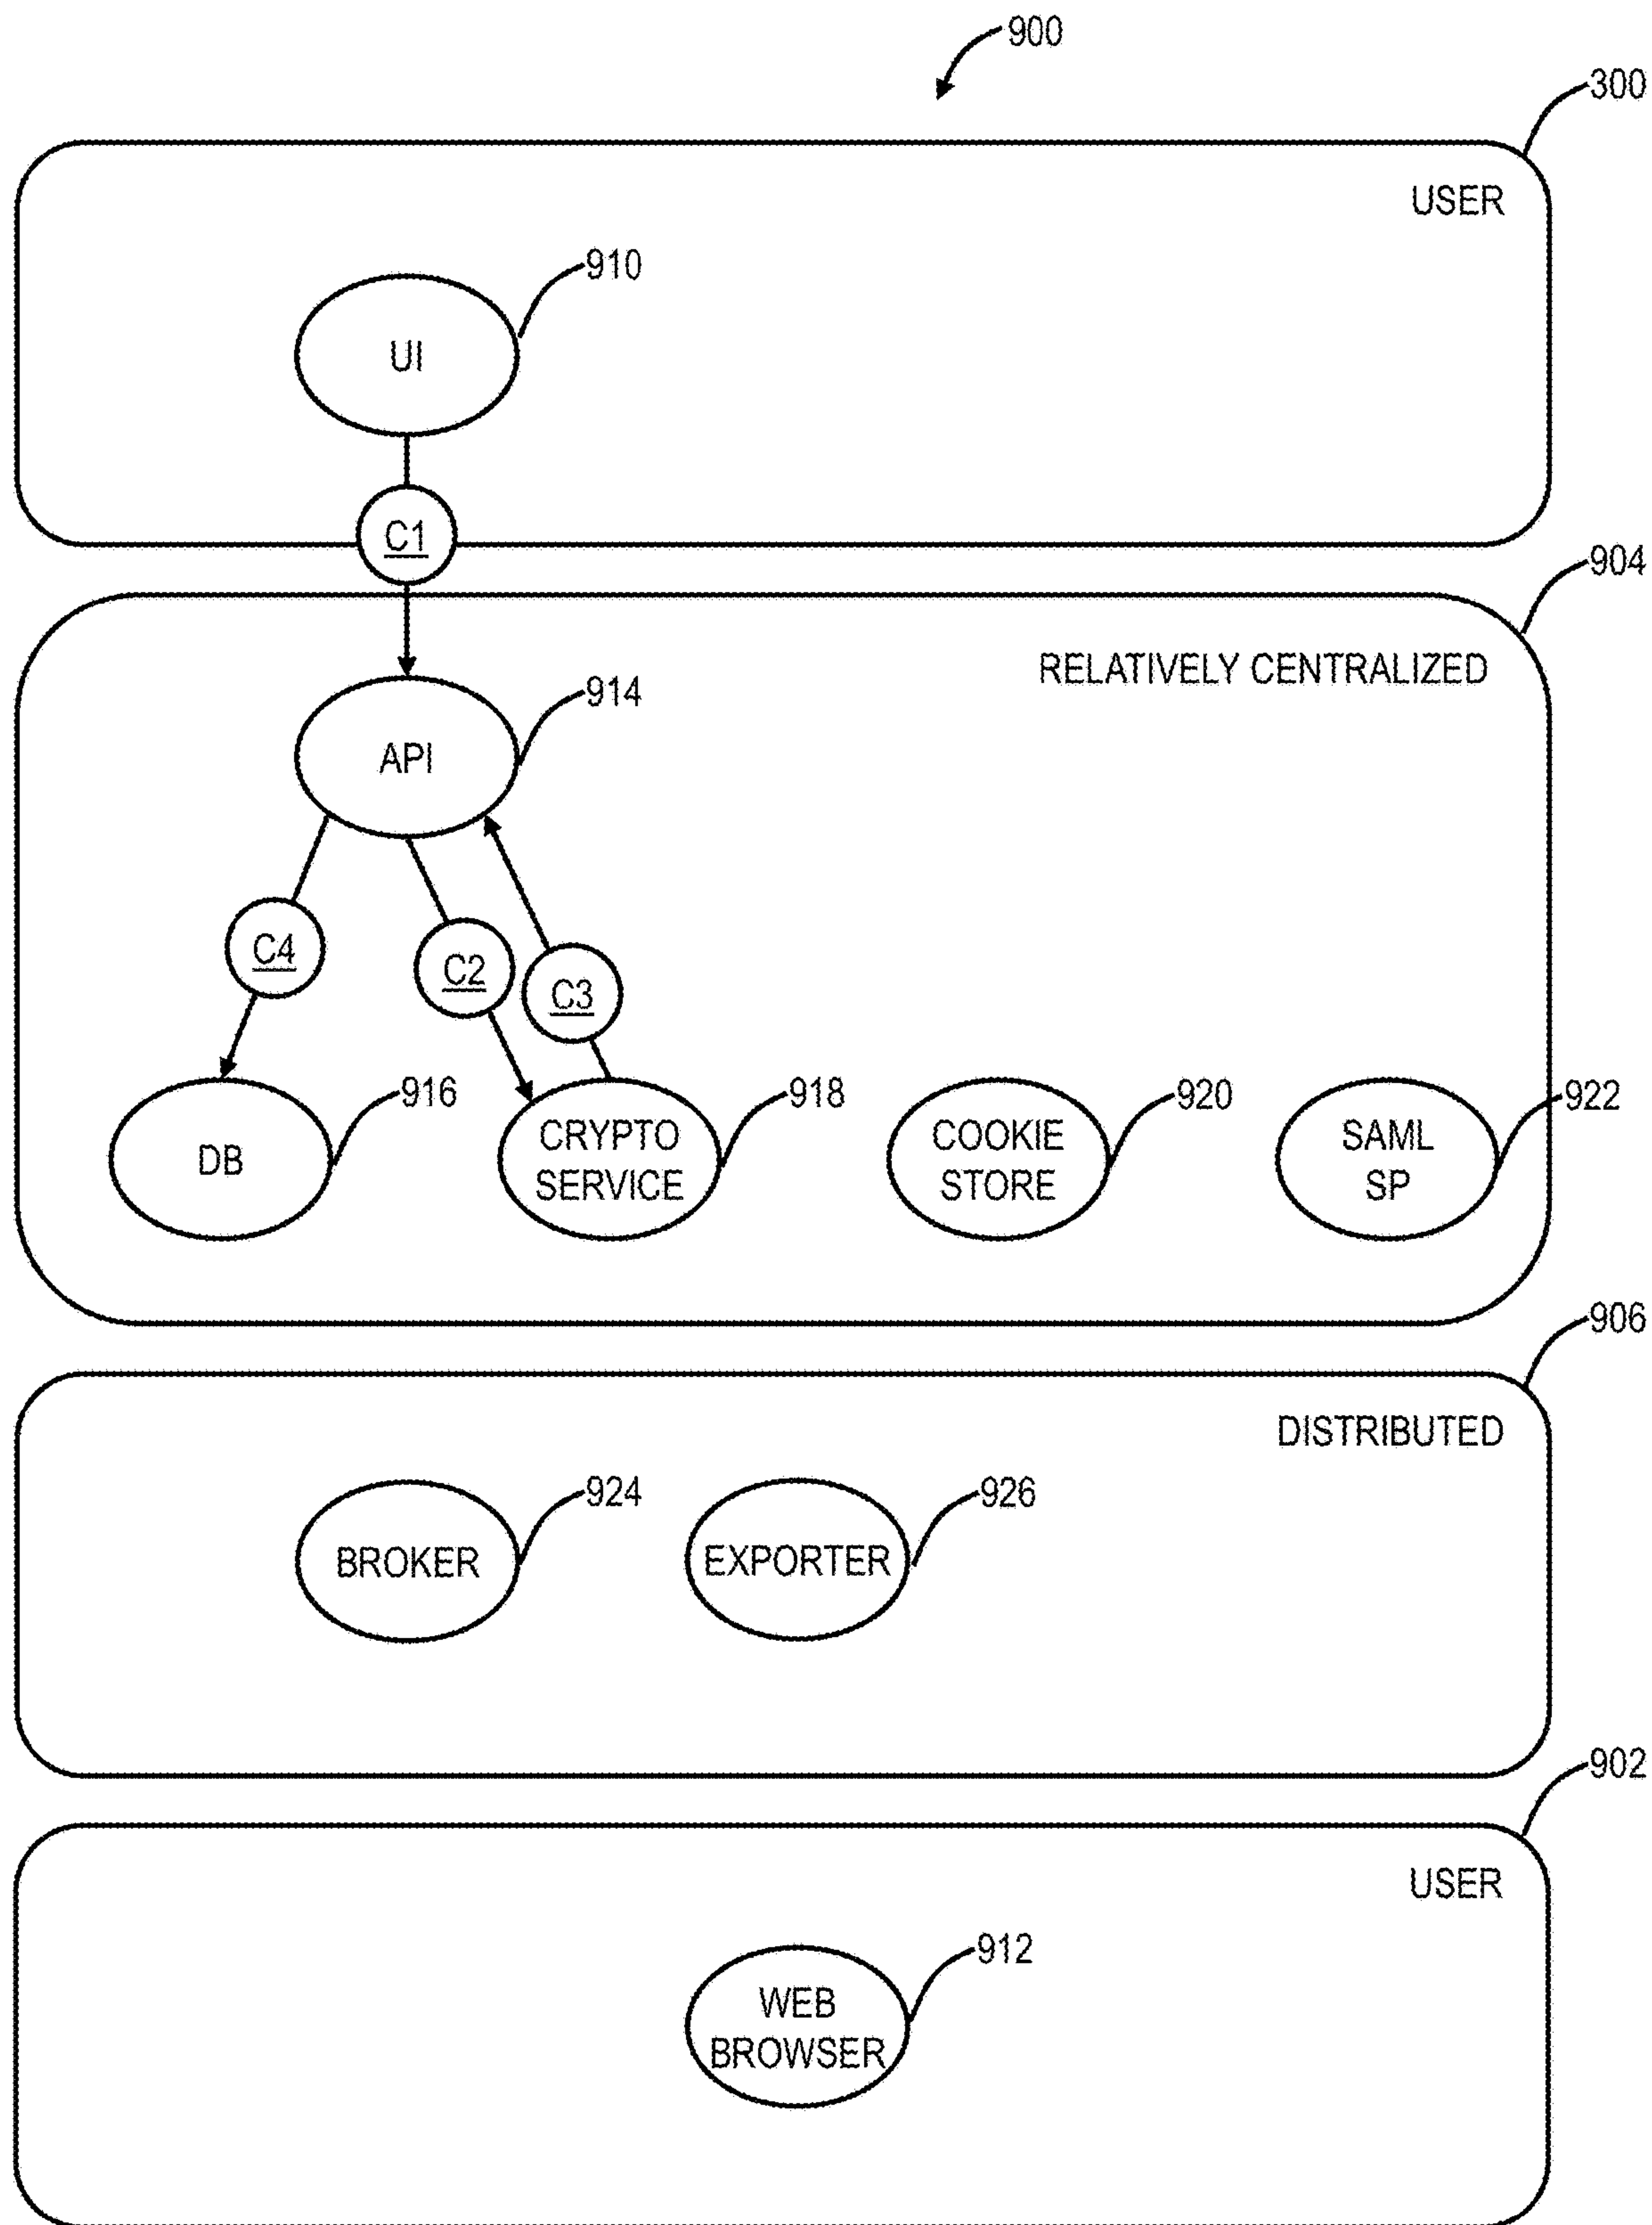 900
300
USER
910
UI
C1
904
RELATIVELY CENTRALIZED
914
API
C4
C2
C3
916
918
920
922
DB
CRYPTO
SERVICE
COOKIE
STORE
SAML
SP
906
DISTRIBUTED
924
926
BROKER
EXPORTER
902
USER
912
WEB
BROWSER